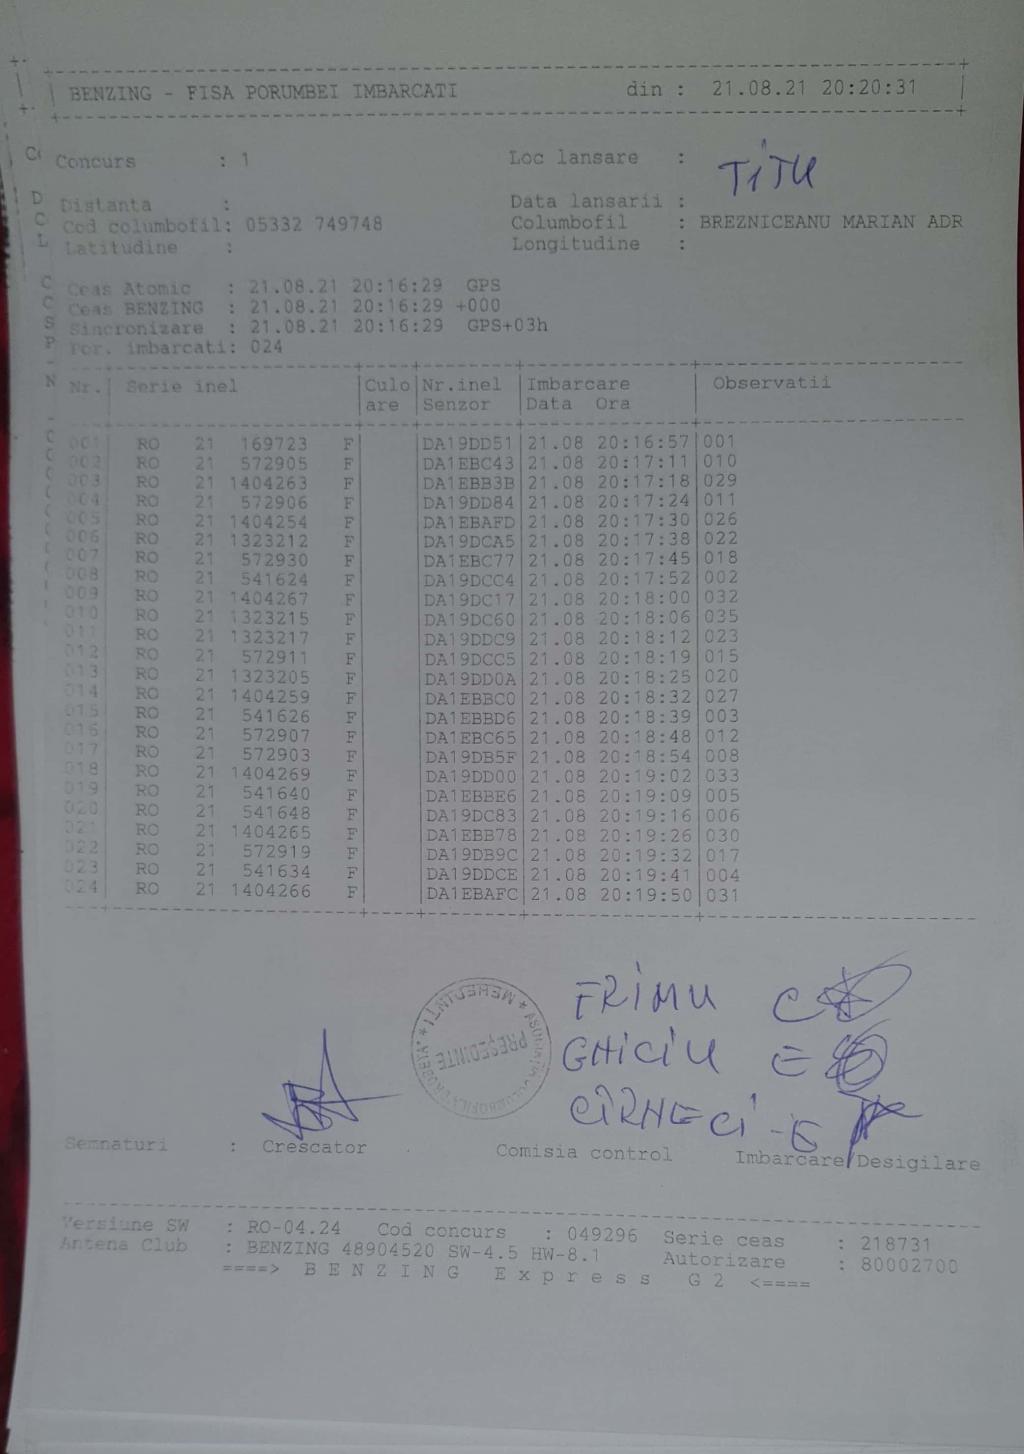 BENZING - FISA PORUMBEI IMBARCATI din : 21.08.21 20:20:31
Concurs : 1 Loc lansare : TITU
Distanta : Data lansarii :
Cod columbofil: 05332 749748 Columbofil : BREZNICEANU MARIAN ADR
Latitudine : Longitudine :
Ceas Atomic : 21.08.21 20:16:29 GPS
Ceas BENZING : 21.08.21 20:16:29 +000
Sincronizare : 21.08.21 20:16:29 GPS+03h
Por. imbarcati: 024
Nr. Serie inel Culo Nr.inel Imbarcare Observatii
are Senzor Data Ora
001 RO 21 169723 F DA19DD51 21.08 20:16:57 001
002 RO 21 572905 F DA1EBC43 21.08 20:17:11 010
003 RO 21 1404263 F DA1EBB3B 21.08 20:17:18 029
004 RO 21 572906 F DA19DD84 21.08 20:17:24 011
005 RO 21 1404254 F DA1EBAFD 21.08 20:17:30 026
006 RO 21 1323212 F DA19DCA5 21.08 20:17:38 022
007 RO 21 572930 F DA1EBC77 21.08 20:17:45 018
008 RO 21 541624 F DA19DCC4 21.08 20:17:52 002
009 RO 21 1404267 F DA19DC17 21.08 20:18:00 032
010 RO 21 1323215 F DA19DC60 21.08 20:18:06 035
011 RO 21 1323217 F DA19DDC9 21.08 20:18:12 023
012 RO 21 572911 F DA19DCC5 21.08 20:18:19 015
013 RO 21 1323205 F DA19DD0A 21.08 20:18:25 020
014 RO 21 1404259 F DA1EBBC0 21.08 20:18:32 027
015 RO 21 541626 F DA1EBBD6 21.08 20:18:39 003
016 RO 21 572907 F DA1EBC65 21.08 20:18:48 012
017 RO 21 572903 F DA19DB5F 21.08 20:18:54 008
018 RO 21 1404269 F DA19DD00 21.08 20:19:02 033
019 RO 21 541640 F DA1EBBE6 21.08 20:19:09 005
020 RO 21 541648 F DA19DC83 21.08 20:19:16 006
021 RO 21 1404265 F DA1EBB78 21.08 20:19:26 030
022 RO 21 572919 F DA19DB9C 21.08 20:19:32 017
023 RO 21 541634 F DA19DDCE 21.08 20:19:41 004
024 RO 21 1404266 F DA1EBAFC 21.08 20:19:50 031
FRIMU C
GHICIU E
CÎRNECI - G
MEHEDINTI * ASOCIATIA COLUMBOFILA DROBETA *
PREŞEDINTE
Semnaturi : Crescator Comisia control Imbarcare/Desigilare
Versiune SW : RO-04.24 Cod concurs : 049296 Serie ceas : 218731
Antena Club : BENZING 48904520 SW-4.5 HW-8.1 Autorizare : 80002700
====> B E N Z I N G E x p r e s s G 2 <====